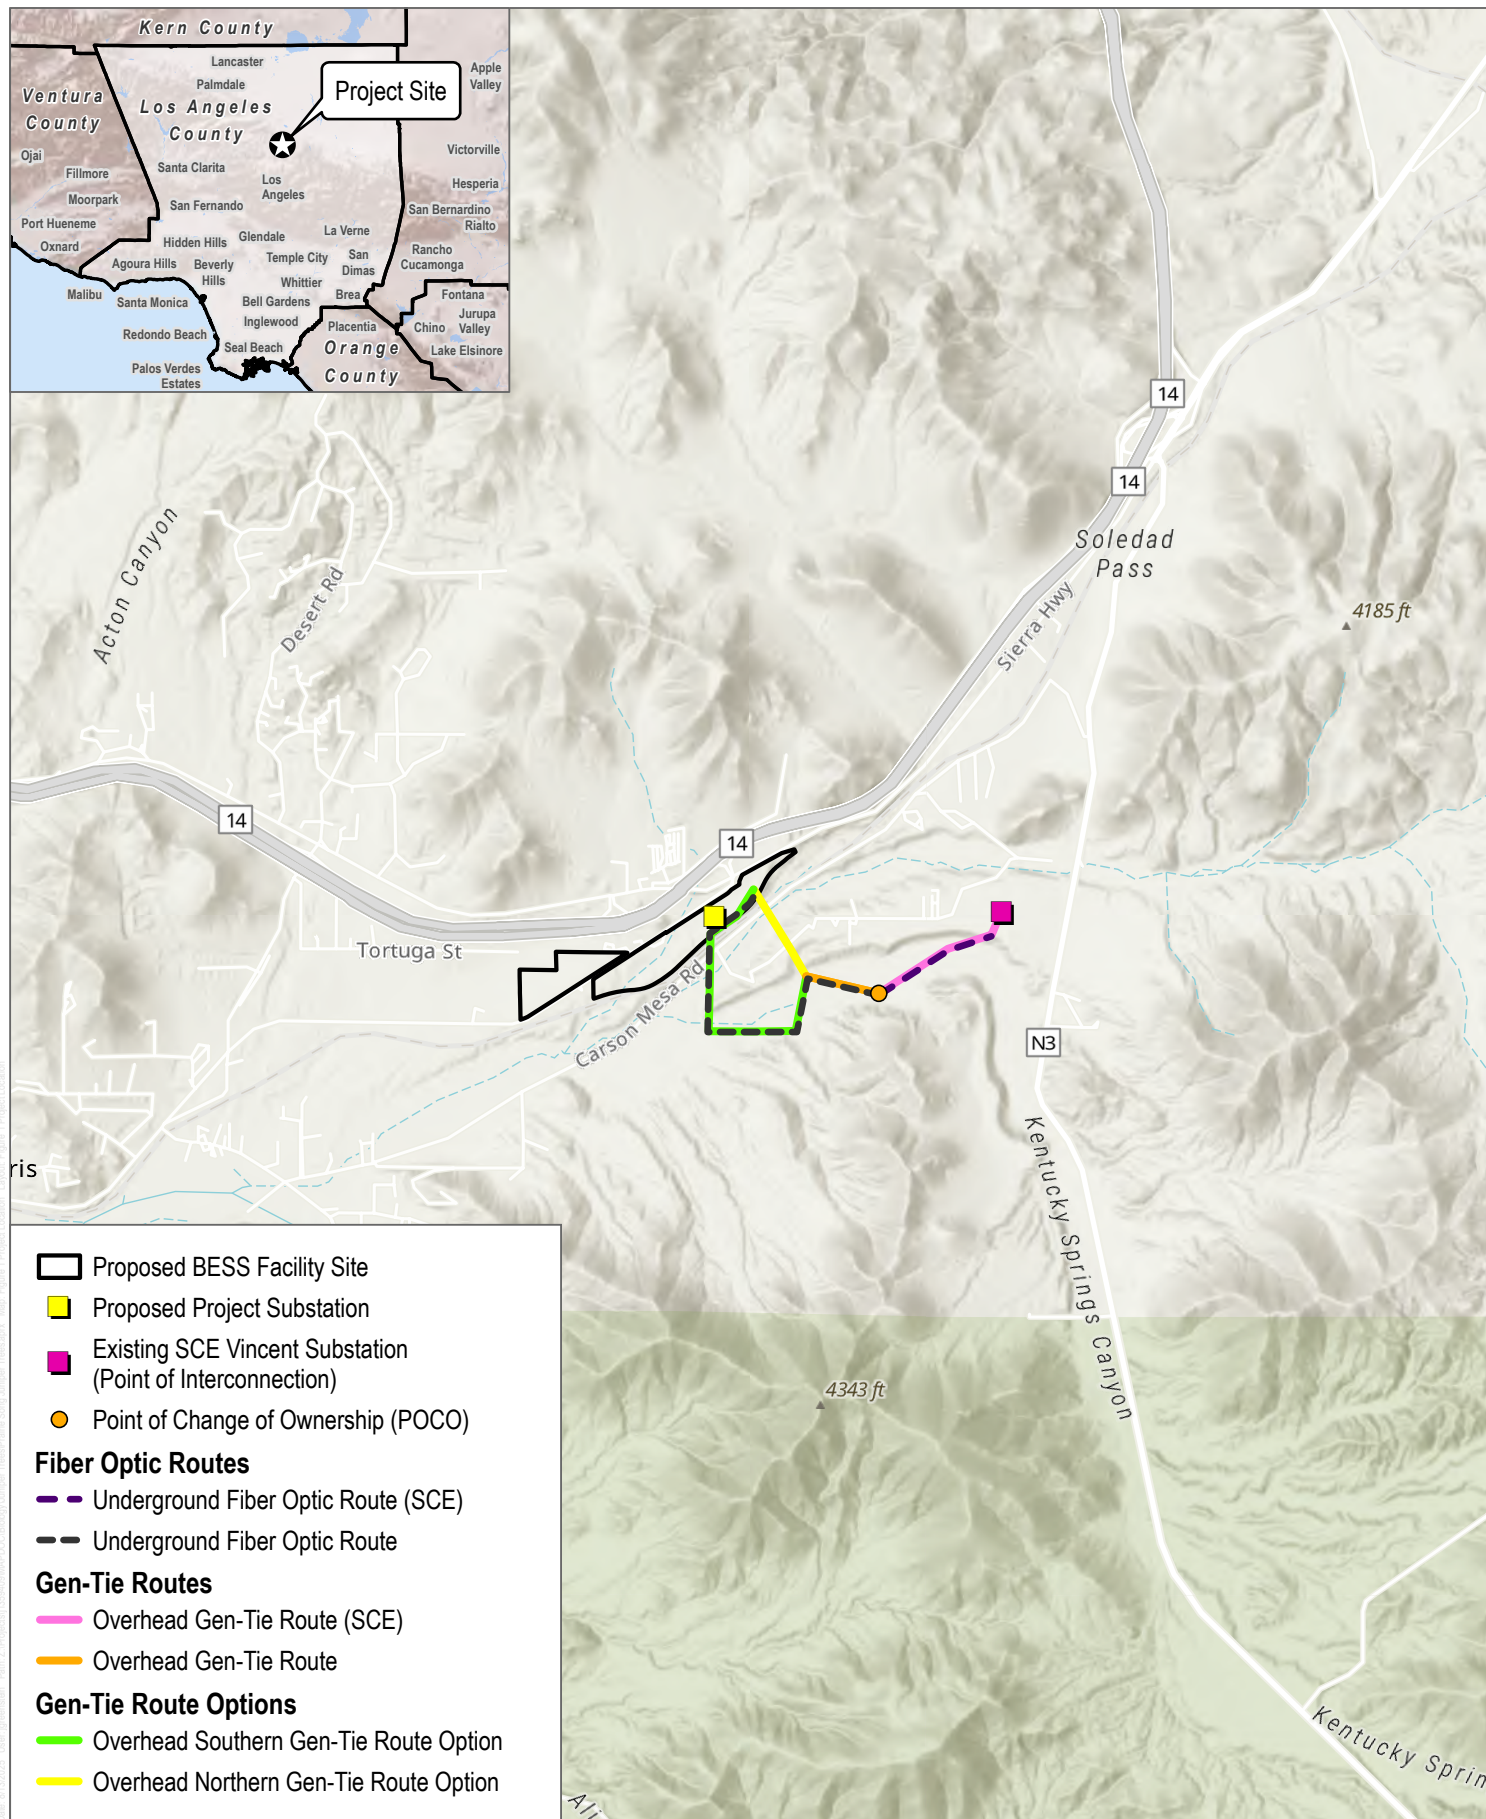 Kern County
Lancaster
Palmdale
Apple
Valley
Project Site
Ventura
County
Los Angeles
County
Ojai
Fillmore
Moorpark
Port Hueneme
Oxnard
Santa Clarita
Los
Angeles
San Fernando
Victorville
Hesperia
San Bernardino
Rialto
Hidden Hills
Glendale
La Verne
Agoura Hills
Beverly
Hills
Temple City
San
Dimas
Rancho
Cucamonga
Whittier
Malibu
Santa Monica
Bell Gardens
Brea
Fontana
Inglewood
Placentia
Chino
Jurupa
Valley
Redondo Beach
Seal Beach
Orange
County
Lake Elsinore
Palos Verdes
Estates
14
14
Soledad
Pass
Acton Canyon
Desert Rd
Sierra Hwy
4185 ft
14
14
Tortuga St
Carson Mesa Rd
N3
ris
Kentucky Springs Canyon
4343 ft
Kentucky Sprin
Ali
Proposed BESS Facility Site
Proposed Project Substation
Existing SCE Vincent Substation
(Point of Interconnection)
Point of Change of Ownership (POCO)
Fiber Optic Routes
Underground Fiber Optic Route (SCE)
Underground Fiber Optic Route
Gen-Tie Routes
Overhead Gen-Tie Route (SCE)
Overhead Gen-Tie Route
Gen-Tie Route Options
Overhead Southern Gen-Tie Route Option
Overhead Northern Gen-Tie Route Option